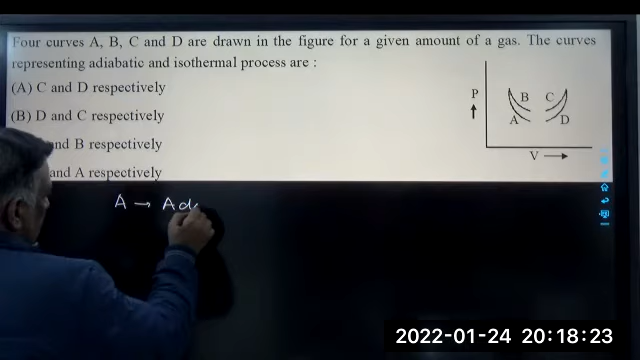 Four curves A, B, C and D are drawn in the figure for a given amount of a gas. The curves
representing adiabatic and isothermal process are :
(A) C and D respectively
(B) D and C respectively
and B respectively
and A respectively
P
B
C
A
D
V
A → Ad
2022-01-24 20:18:23